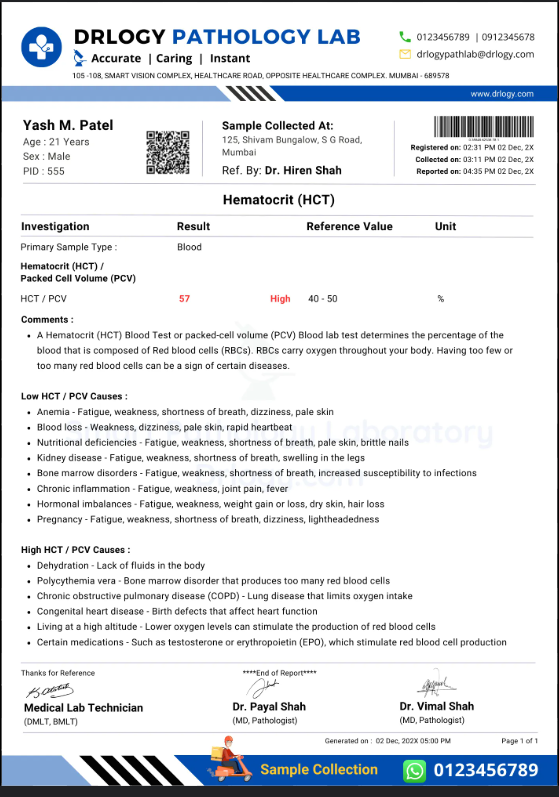 DRLOGY PATHOLOGY LAB
Accurate | Caring | Instant
0123456789 | 0912345678
drlogypathlab@drlogy.com
105 -108, SMART VISION COMPLEX, HEALTHCARE ROAD, OPPOSITE HEALTHCARE COMPLEX. MUMBAI - 689578
www.drlogy.com
Yash M. Patel
Age : 21 Years
Sex : Male
PID : 555
Sample Collected At:
125, Shivam Bungalow, S G Road,
Mumbai
Ref. By: Dr. Hiren Shah
Registered on: 02:31 PM 02 Dec, 2X
Collected on: 03:11 PM 02 Dec, 2X
Reported on: 04:35 PM 02 Dec, 2X
Hematocrit (HCT)
Investigation Result Reference Value Unit
Primary Sample Type : Blood
Hematocrit (HCT) /
Packed Cell Volume (PCV)
HCT / PCV 57 High 40 - 50 %
Comments :
• A Hematocrit (HCT) Blood Test or packed-cell volume (PCV) Blood lab test determines the percentage of the
blood that is composed of Red blood cells (RBCs). RBCs carry oxygen throughout your body. Having too few or
too many red blood cells can be a sign of certain diseases.
Low HCT / PCV Causes :
• Anemia - Fatigue, weakness, shortness of breath, dizziness, pale skin
• Blood loss - Weakness, dizziness, pale skin, rapid heartbeat
• Nutritional deficiencies - Fatigue, weakness, shortness of breath, pale skin, brittle nails
• Kidney disease - Fatigue, weakness, shortness of breath, swelling in the legs
• Bone marrow disorders - Fatigue, weakness, shortness of breath, increased susceptibility to infections
• Chronic inflammation - Fatigue, weakness, joint pain, fever
• Hormonal imbalances - Fatigue, weakness, weight gain or loss, dry skin, hair loss
• Pregnancy - Fatigue, weakness, shortness of breath, dizziness, lightheadedness
High HCT / PCV Causes :
• Dehydration - Lack of fluids in the body
• Polycythemia vera - Bone marrow disorder that produces too many red blood cells
• Chronic obstructive pulmonary disease (COPD) - Lung disease that limits oxygen intake
• Congenital heart disease - Birth defects that affect heart function
• Living at a high altitude - Lower oxygen levels can stimulate the production of red blood cells
• Certain medications - Such as testosterone or erythropoietin (EPO), which stimulate red blood cell production
Thanks for Reference ****End of Report****
Medical Lab Technician Dr. Payal Shah Dr. Vimal Shah
(DMLT, BMLT) (MD, Pathologist) (MD, Pathologist)
Generated on : 02 Dec, 202X 05:00 PM Page 1 of 1
Sample Collection 0123456789